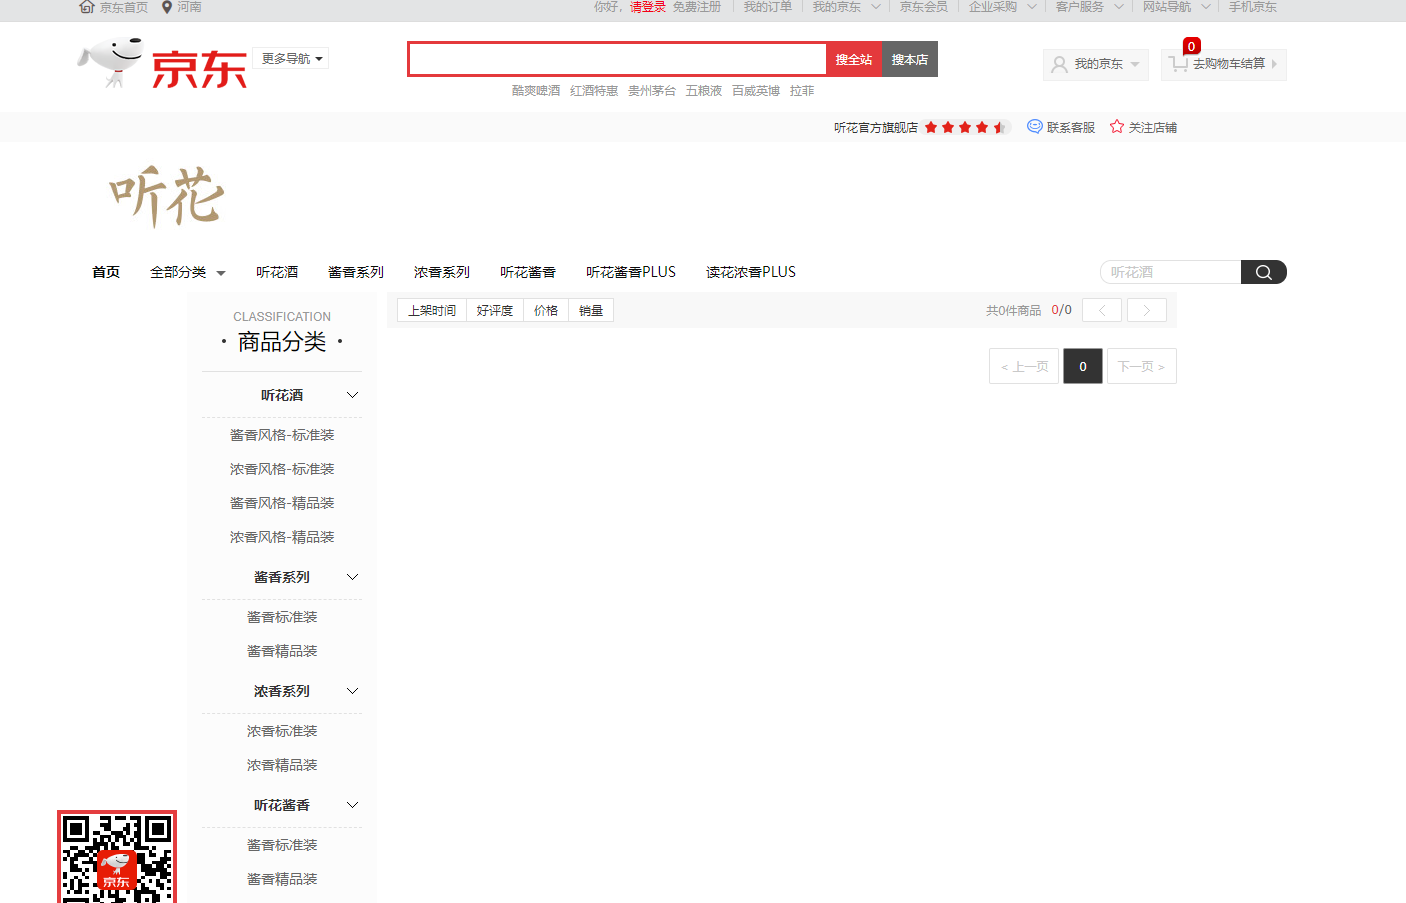 京东首页 河南 你好，请登录 免费注册 我的订单 我的京东 京东会员 企业采购 客户服务 网站导航 手机京东
京东 更多导航 搜全站 搜本店 我的京东 0 去购物车结算
酷爽啤酒 红酒特惠 贵州茅台 五粮液 百威英博 拉菲
听花官方旗舰店 联系客服 关注店铺
听花
首页 全部分类 听花酒 酱香系列 浓香系列 听花酱香 听花酱香PLUS 读花浓香PLUS 听花酒
CLASSIFICATION
商品分类
上架时间 好评度 价格 销量 共0件商品 0/0 < >
< 上一页 0 下一页 >
听花酒
酱香风格-标准装
浓香风格-标准装
酱香风格-精品装
浓香风格-精品装
酱香系列
酱香标准装
酱香精品装
浓香系列
浓香标准装
浓香精品装
听花酱香
酱香标准装
酱香精品装
京东